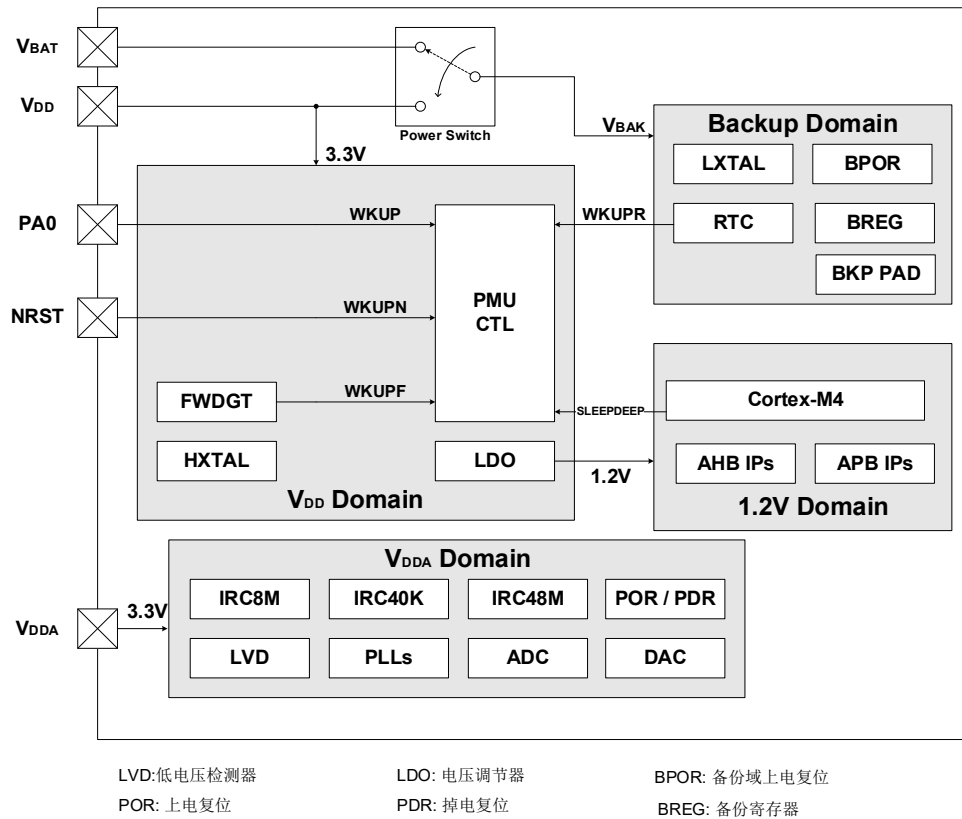 VBAT
VDD
Power Switch
3.3V
VBAK
Backup Domain
LXTAL
BPOR
RTC
BREG
BKP PAD
PA0
WKUP
WKUPR
PMU
CTL
NRST
WKUPN
FWDGT
WKUPF
SLEEPDEEP
Cortex-M4
HXTAL
LDO
1.2V
AHB IPs
APB IPs
VDD Domain
1.2V Domain
VDDA Domain
VDDA
3.3V
IRC8M
IRC40K
IRC48M
POR / PDR
LVD
PLLs
ADC
DAC
LVD:低电压检测器
LDO: 电压调节器
BPOR: 备份域上电复位
POR: 上电复位
PDR: 掉电复位
BREG: 备份寄存器